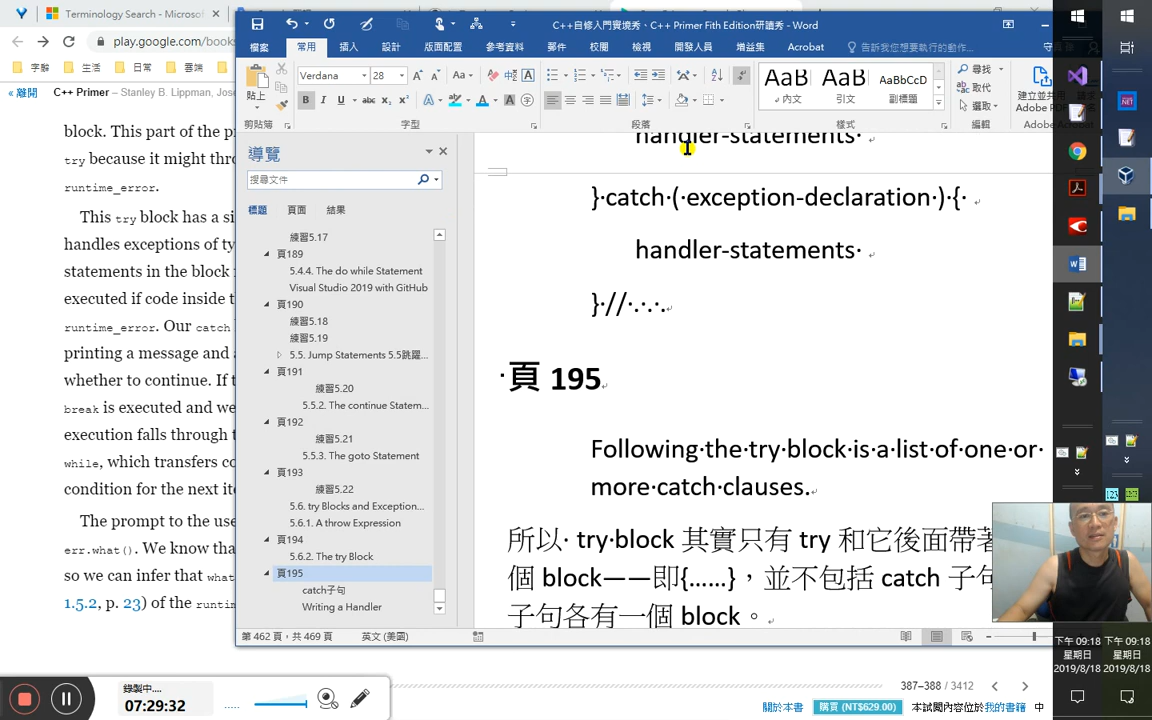 Terminology Search - Microsof
play.google.com/book
字辭
生活
日常
雲端
« 離開
C++ Primer – Stanley B. Lippman, Jos
block. This part of the p
try because it might thr
runtime_error.
This try block has a si
handles exceptions of ty
statements in the block
executed if code inside t
runtime_error. Our catch
printing a message and a
whether to continue. If t
break is executed and we
execution falls through t
while, which transfers co
condition for the next ite
The prompt to the use
err.what(). We know tha
so we can infer that what
1.5.2, p. 23) of the runti
C++自修入門實境秀、C++ Primer Fith Edition研讀秀 - Word
檔案
常用
插入
設計
版面配置
參考資料
郵件
校閱
檢視
開發人員
增益集
Acrobat
告訴我您想要執行的動作...
貼上
剪貼簿
Verdana
28
字型
段落
AaB
內文
AaB
引文
AaBbCcD
副標題
樣式
尋找
取代
選取
編輯
建立並共用
Adobe PDF
Adobe Acrobat
導覽
搜尋文件
標題
頁面
結果
練習5.17
頁189
5.4.4. The do while Statement
Visual Studio 2019 with GitHub
頁190
練習5.18
練習5.19
5.5. Jump Statements 5.5跳躍...
頁191
練習5.20
5.5.2. The continue Statem...
頁192
練習5.21
5.5.3. The goto Statement
頁193
練習5.22
5.6. try Blocks and Exception...
5.6.1. A throw Expression
頁194
5.6.2. The try Block
頁195
catch子句
Writing a Handler
handler-statements·
}·catch·(·exception-declaration·)·{·
handler-statements·
}·//·.·.·.
頁 195
Following·the·try·block·is·a·list·of·one·or·
more·catch·clauses.
所以· try·block 其實只有 try 和它後面帶著
個 block——即{......}，並不包括 catch 子句
子句各有一個 block。
第 462 頁，共 469 頁
英文 (美國)
錄製中....
07:29:32
387–388 / 3412
關於本書
購買 (NT$629.00)
本試閱內容位於我的書籍
中
下午 09:18
星期日
2019/8/18
下午 09:18
星期日
2019/8/18